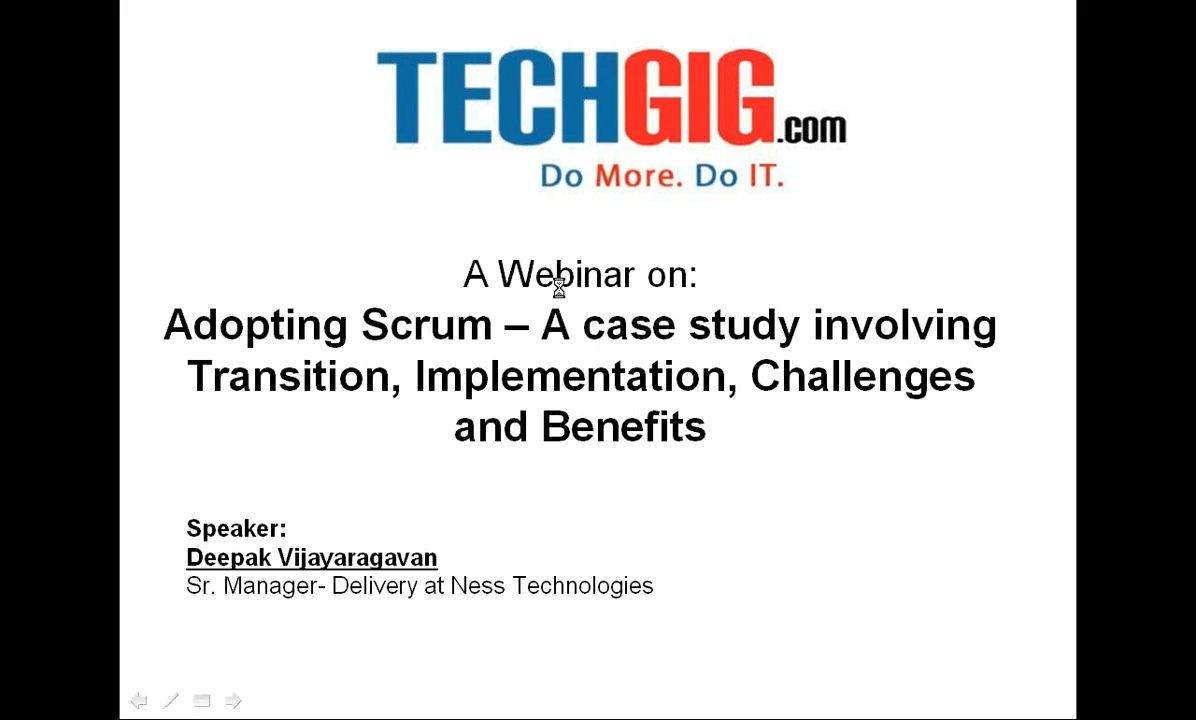 TECHGIG.com
Do More. Do IT.
A Webinar on:
Adopting Scrum – A case study involving
Transition, Implementation, Challenges
and Benefits
Speaker:
Deepak Vijayaragavan
Sr. Manager- Delivery at Ness Technologies